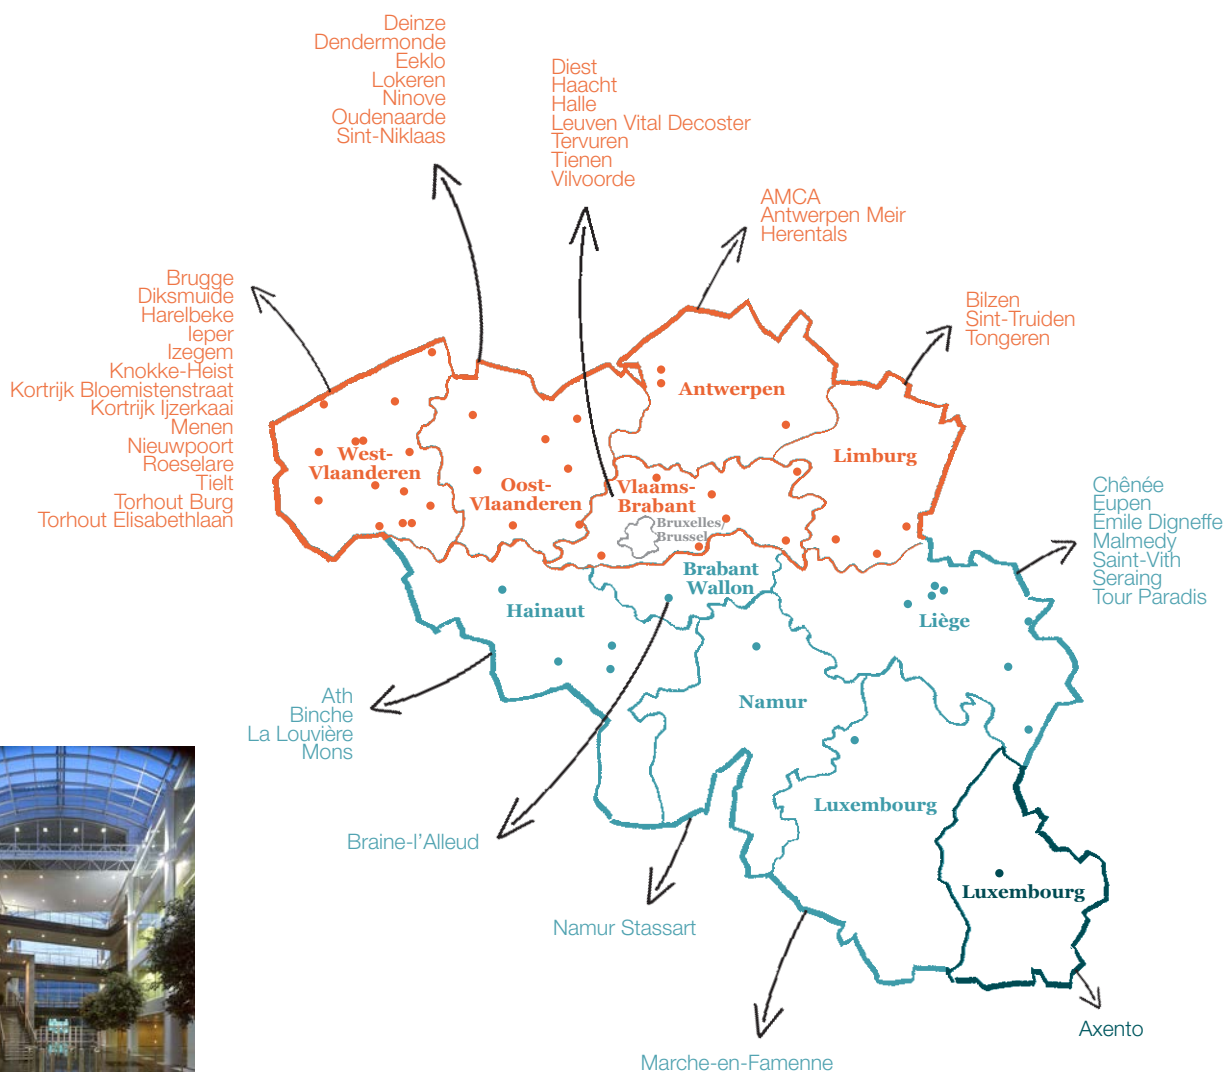 Deinze
Dendermonde
Eeklo
Lokeren
Ninove
Oudenaarde
Sint-Niklaas
Diest
Haacht
Halle
Leuven Vital Decoster
Tervuren
Tienen
Vilvoorde
AMCA
Antwerpen Meir
Herentals
Brugge
Diksmuide
Harelbeke
Ieper
Izegem
Knokke-Heist
Kortrijk Bloemistenstraat
Kortrijk Ijzerkaai
Menen
Nieuwpoort
Roeselare
Tielt
Torhout Burg
Torhout Elisabethlaan
Bilzen
Sint-Truiden
Tongeren
Antwerpen
West-
Vlaanderen
Oost-
Vlaanderen
Vlaams-
Brabant
Limburg
Bruxelles/
Brussel
Brabant
Wallon
Hainaut
Liège
Chênée
Eupen
Émile Digneffe
Malmedy
Saint-Vith
Seraing
Tour Paradis
Ath
Binche
La Louvière
Mons
Namur
Luxembourg
Braine-l'Alleud
Luxembourg
Namur Stassart
Axento
Marche-en-Famenne